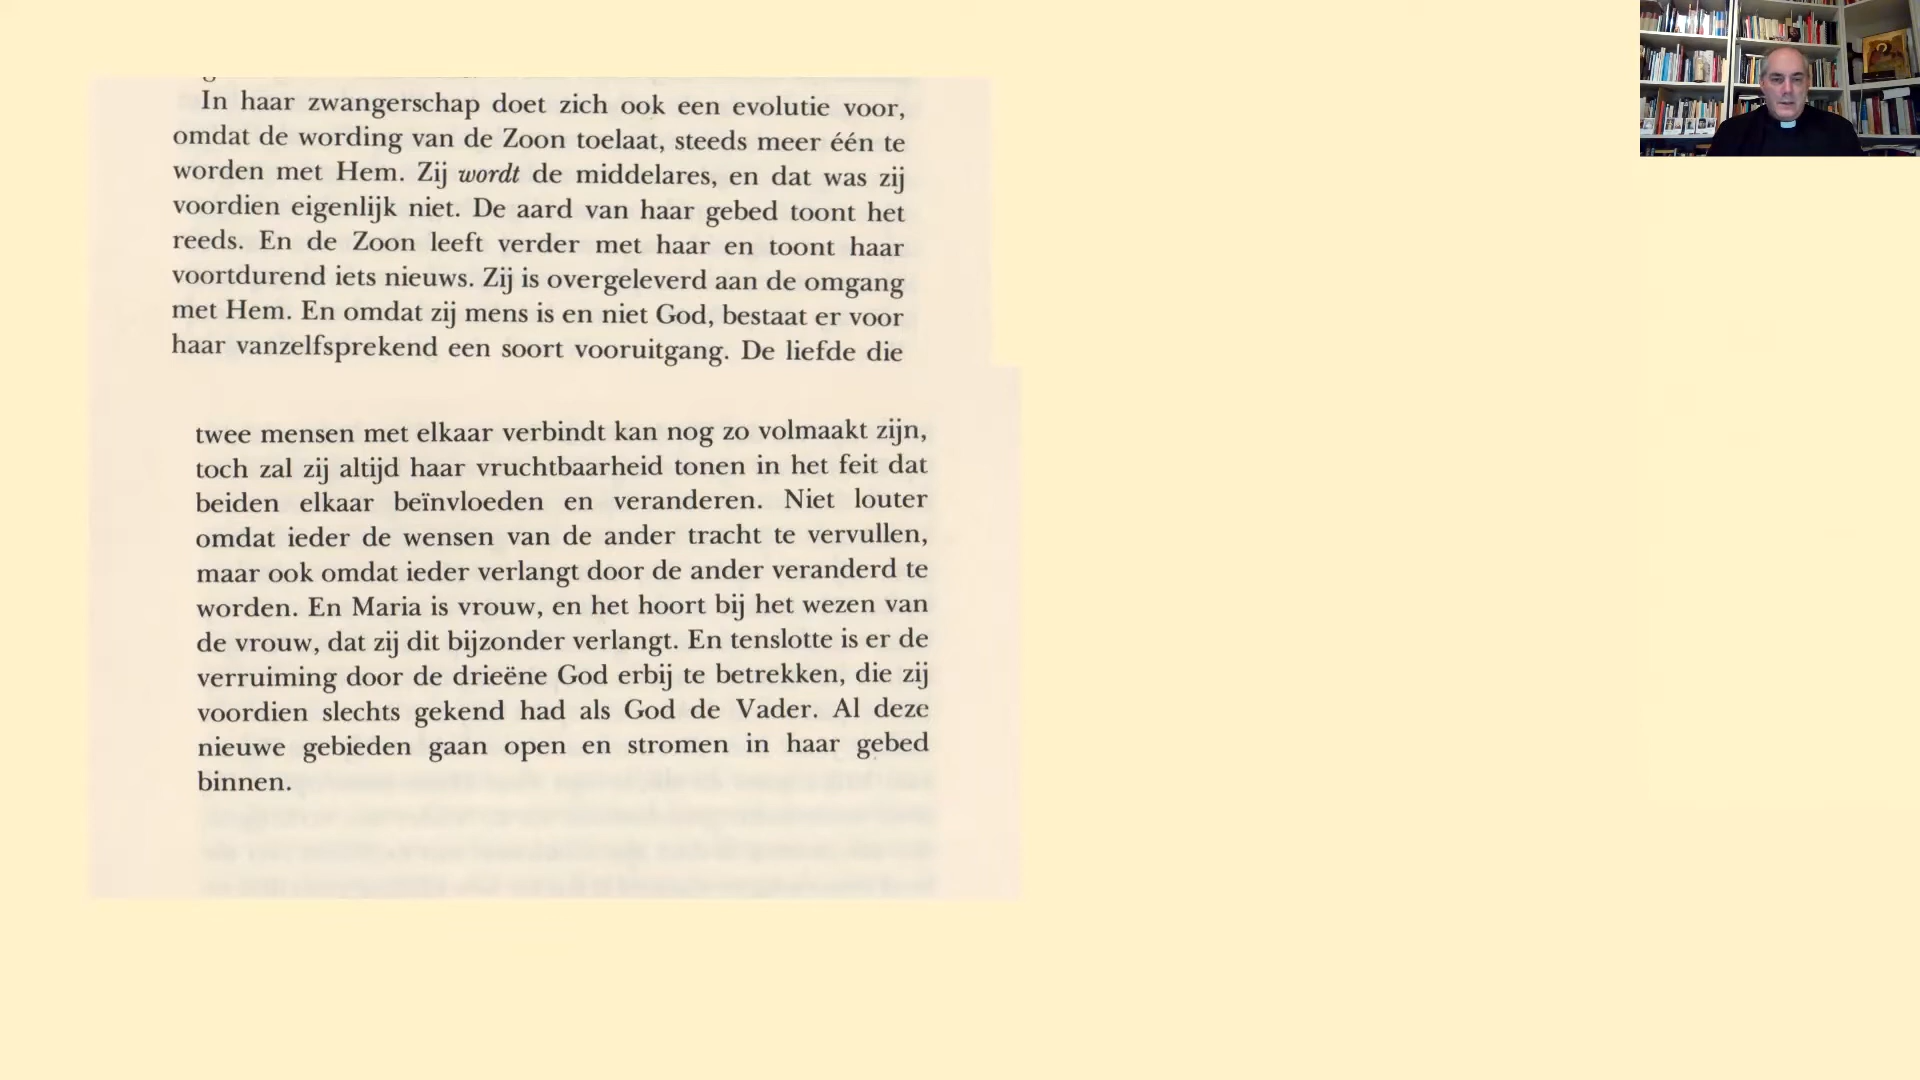 In haar zwangerschap doet zich ook een evolutie voor,
omdat de wording van de Zoon toelaat, steeds meer één te
worden met Hem. Zij wordt de middelares, en dat was zij
voordien eigenlijk niet. De aard van haar gebed toont het
reeds. En de Zoon leeft verder met haar en toont haar
voortdurend iets nieuws. Zij is overgeleverd aan de omgang
met Hem. En omdat zij mens is en niet God, bestaat er voor
haar vanzelfsprekend een soort vooruitgang. De liefde die
twee mensen met elkaar verbindt kan nog zo volmaakt zijn,
toch zal zij altijd haar vruchtbaarheid tonen in het feit dat
beiden elkaar beïnvloeden en veranderen. Niet louter
omdat ieder de wensen van de ander tracht te vervullen,
maar ook omdat ieder verlangt door de ander veranderd te
worden. En Maria is vrouw, en het hoort bij het wezen van
de vrouw, dat zij dit bijzonder verlangt. En tenslotte is er de
verruiming door de drieëne God erbij te betrekken, die zij
voordien slechts gekend had als God de Vader. Al deze
nieuwe gebieden gaan open en stromen in haar gebed
binnen.